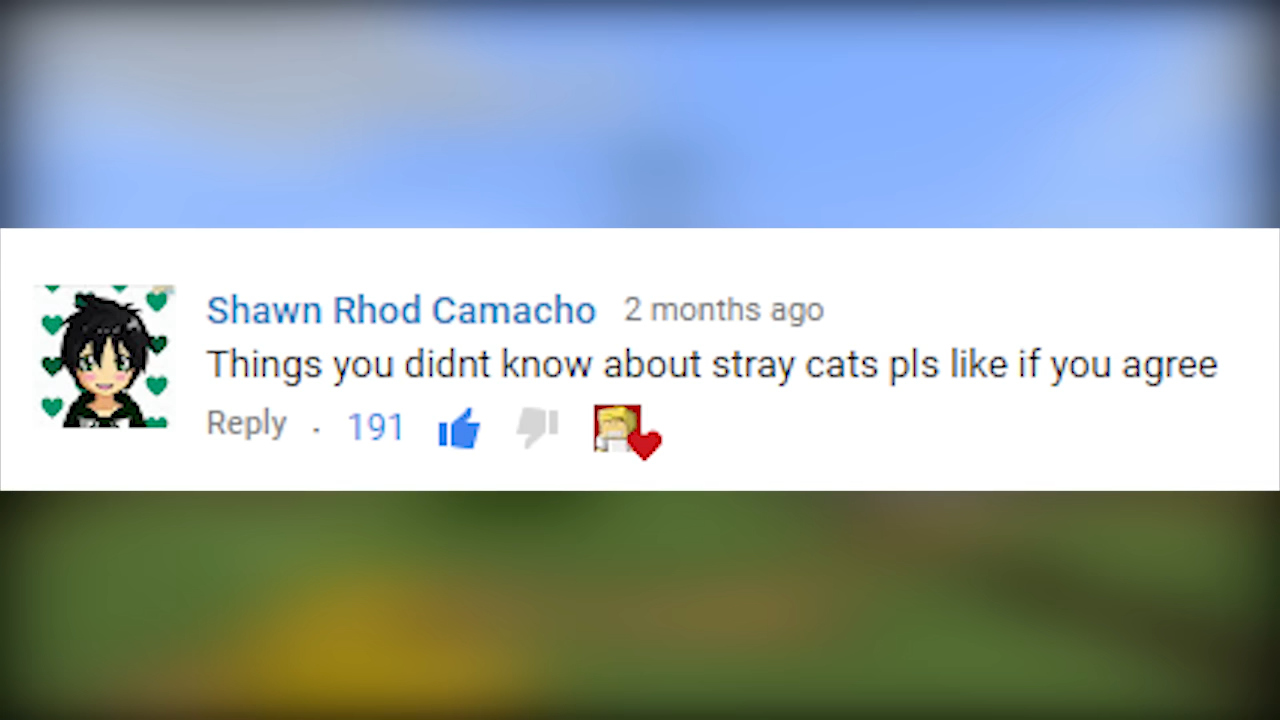 Shawn Rhod Camacho 2 months ago
Things you didnt know about stray cats pls like if you agree
Reply · 191